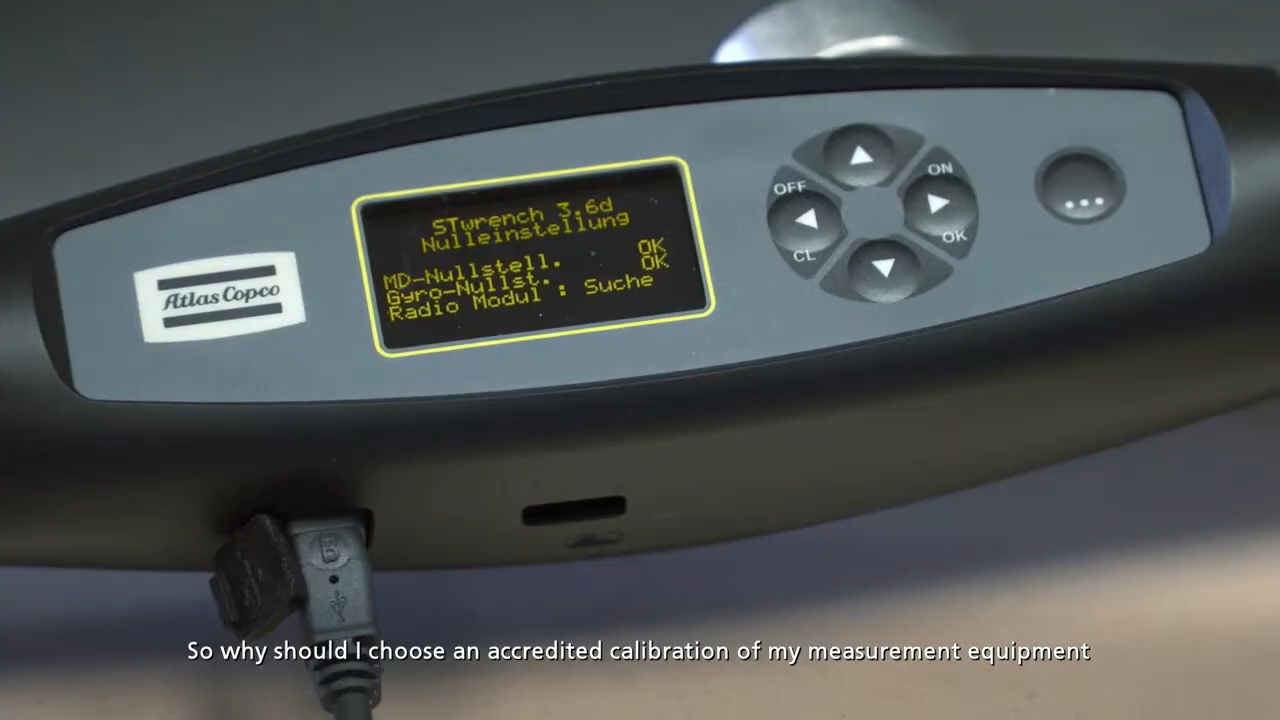 STwrench 3.6d
Nulleinstellung
MD-Nullstell. OK
Gyro-Nullst. OK
Radio Modul : Suche
Atlas Copco
OFF
CL
ON
OK
...
So why should I choose an accredited calibration of my measurement equipment